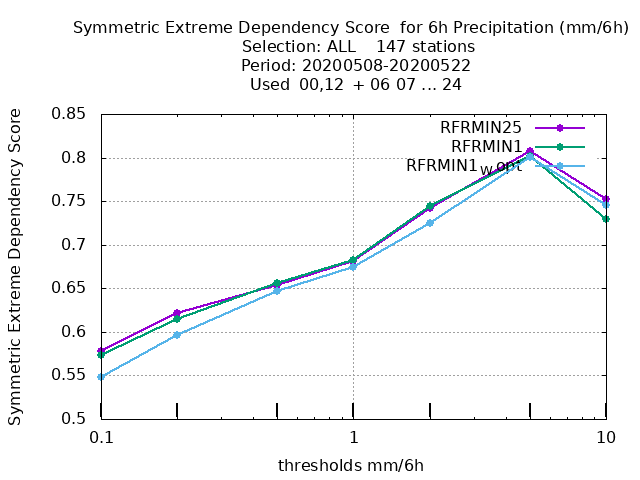 Symmetric Extreme Dependency Score for 6h Precipitation (mm/6h)
Selection: ALL 147 stations
Period: 20200508-20200522
Used 00,12 + 06 07 ... 24
Symmetric Extreme Dependency Score
0.85
0.8
0.75
0.7
0.65
0.6
0.55
0.5
RFRMIN25
RFRMIN1
RFRMIN1wopt
0.1
1
10
thresholds mm/6h